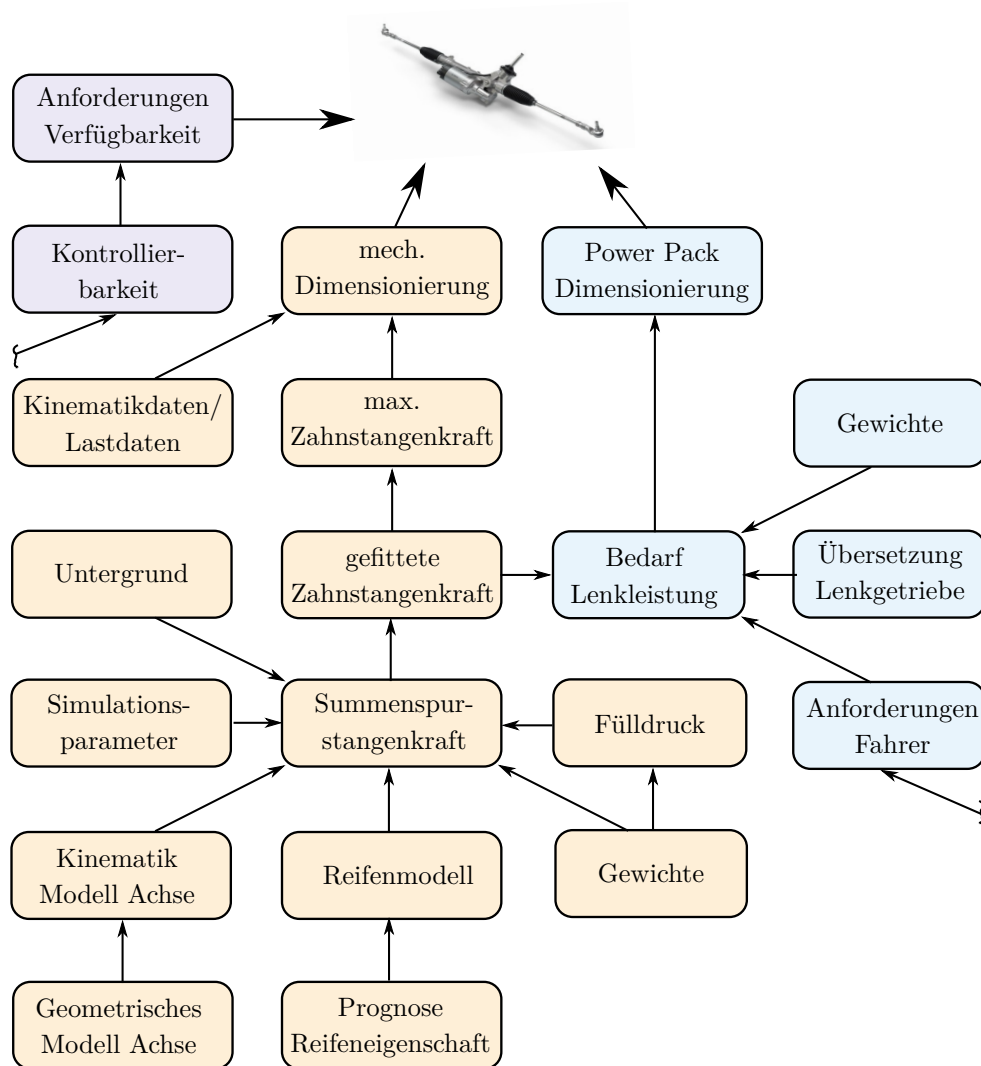 Anforderungen
Verfügbarkeit
Kontrollier-
barkeit
mech.
Dimensionierung
Power Pack
Dimensionierung
Kinematikdaten/
Lastdaten
max.
Zahnstangenkraft
Gewichte
Untergrund
gefittete
Zahnstangenkraft
Bedarf
Lenkleistung
Übersetzung
Lenkgetriebe
Simulations-
parameter
Summenspur-
stangenkraft
Fülldruck
Anforderungen
Fahrer
Kinematik
Modell Achse
Reifenmodell
Gewichte
Geometrisches
Modell Achse
Prognose
Reifeneigenschaft